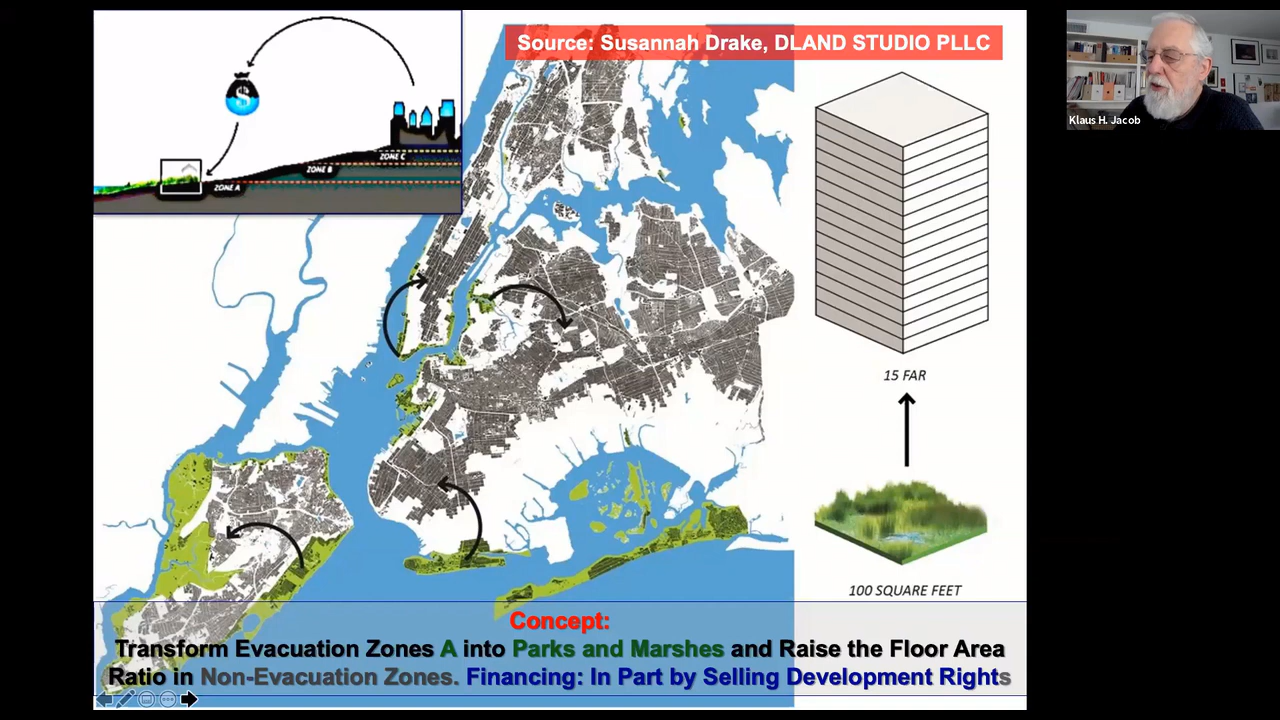 Source: Susannah Drake, DLAND STUDIO PLLC
Klaus H. Jacob
$
ZONE C
ZONE B
ZONE A
15 FAR
100 SQUARE FEET
Concept:
Transform Evacuation Zones A into Parks and Marshes and Raise the Floor Area
Ratio in Non-Evacuation Zones. Financing: In Part by Selling Development Rights